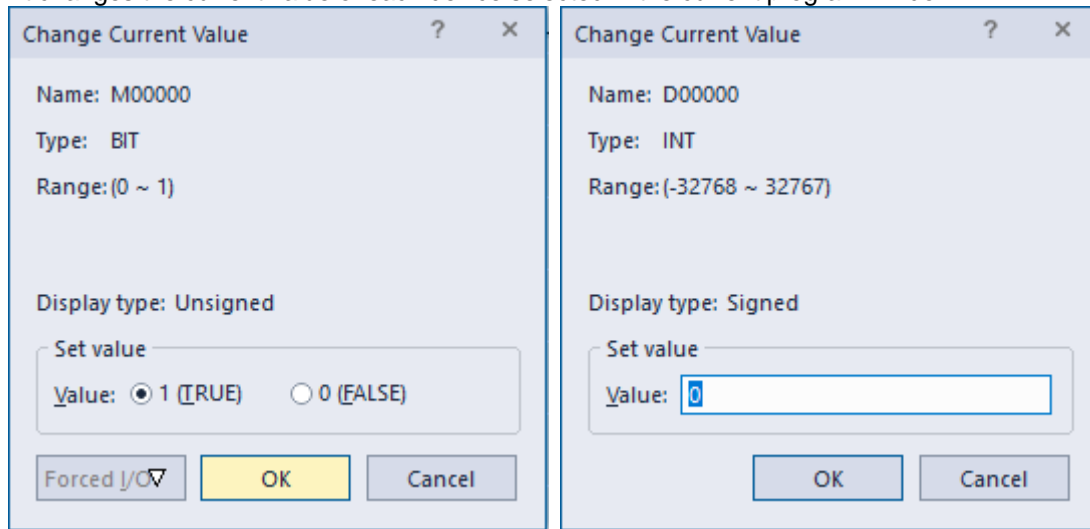 Change Current Value ? ×
Name: M00000
Type: BIT
Range: (0 ~ 1)
Display type: Unsigned
Set value
Value: 1 (TRUE) 0 (FALSE)
Forced I/O OK Cancel
Change Current Value ? ×
Name: D00000
Type: INT
Range: (-32768 ~ 32767)
Display type: Signed
Set value
Value: 0
OK Cancel